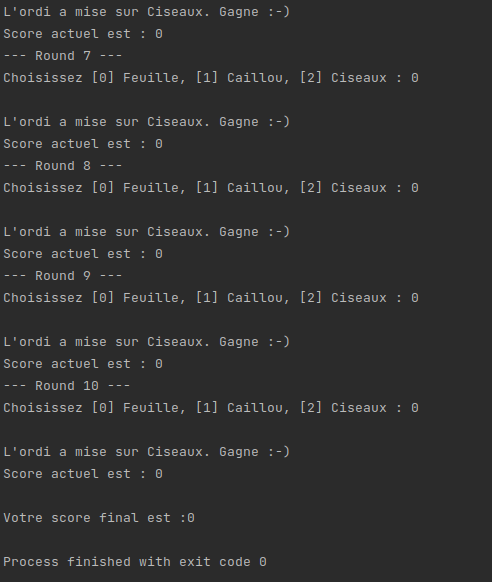 L'ordi a mise sur Ciseaux. Gagne :-)
Score actuel est : 0
--- Round 7 ---
Choisissez [0] Feuille, [1] Caillou, [2] Ciseaux : 0
L'ordi a mise sur Ciseaux. Gagne :-)
Score actuel est : 0
--- Round 8 ---
Choisissez [0] Feuille, [1] Caillou, [2] Ciseaux : 0
L'ordi a mise sur Ciseaux. Gagne :-)
Score actuel est : 0
--- Round 9 ---
Choisissez [0] Feuille, [1] Caillou, [2] Ciseaux : 0
L'ordi a mise sur Ciseaux. Gagne :-)
Score actuel est : 0
--- Round 10 ---
Choisissez [0] Feuille, [1] Caillou, [2] Ciseaux : 0
L'ordi a mise sur Ciseaux. Gagne :-)
Score actuel est : 0
Votre score final est :0
Process finished with exit code 0